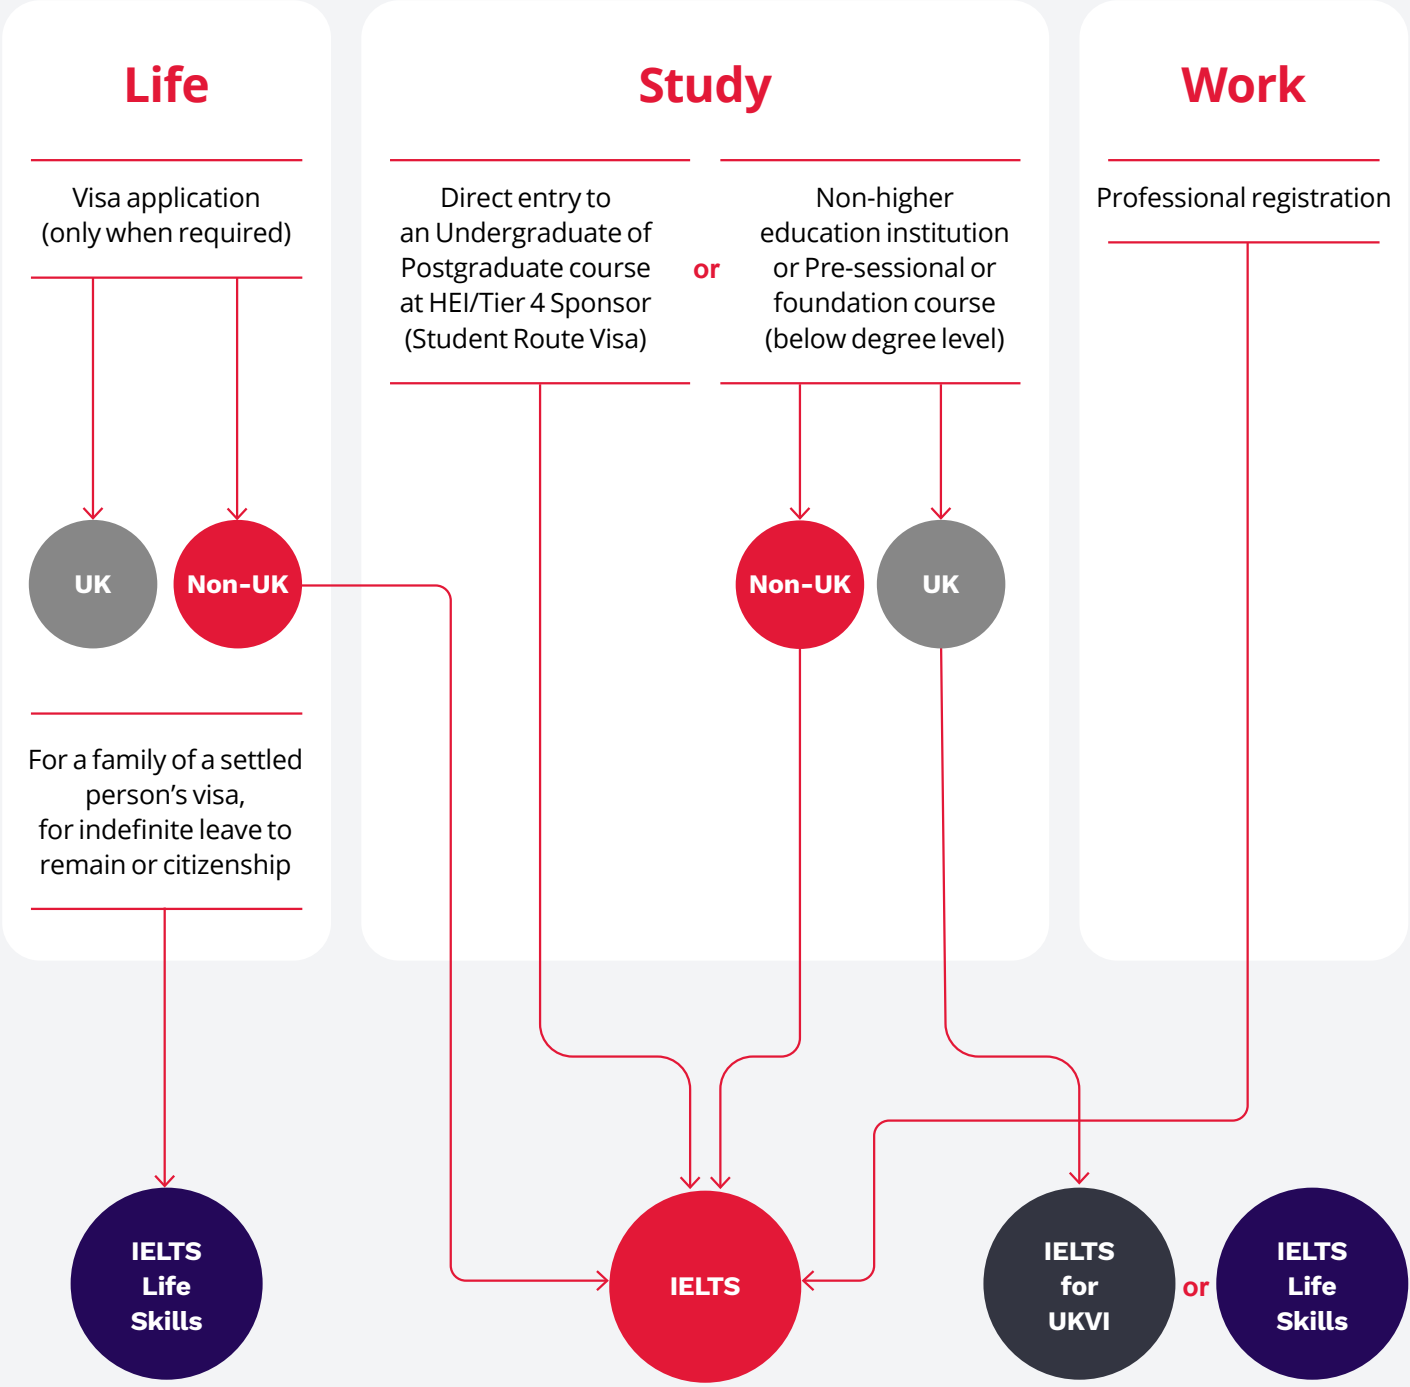 Life
Visa application
(only when required)
UK
Non-UK
For a family of a settled
person’s visa,
for indefinite leave to
remain or citizenship
Study
Direct entry to
an Undergraduate of
Postgraduate course
at HEI/Tier 4 Sponsor
(Student Route Visa)
or
Non-higher
education institution
or Pre-sessional or
foundation course
(below degree level)
Non-UK
UK
Work
Professional registration
IELTS
Life
Skills
IELTS
IELTS
for
UKVI
or
IELTS
Life
Skills